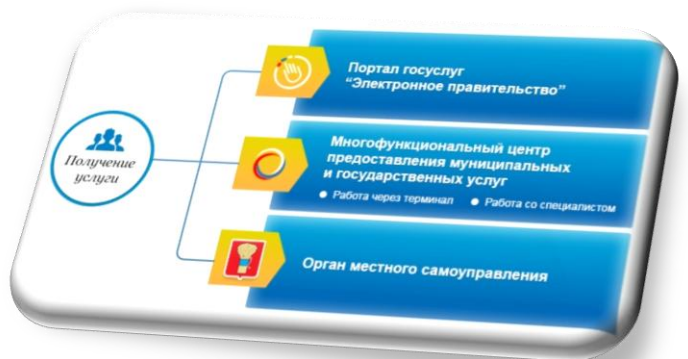 Получение
услуги
Портал госуслуг
“Электронное правительство”
Многофункциональный центр
предоставления муниципальных
и государственных услуг
Работа через терминал
Работа со специалистом
Орган местного самоуправления